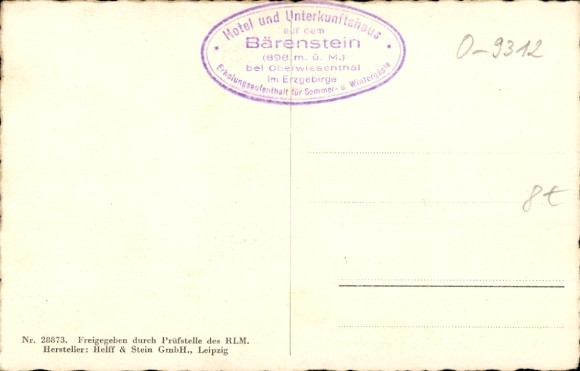 Hotel und Unterkunftshaus
auf dem
Bärenstein
(898 m. ü. M.)
bei Oberwiesenthal
im Erzgebirge
Erholungsaufenthalt für Sommer- u. Wintergäste
O-9312
8t
Nr. 28873. Freigegeben durch Prüfstelle des RLM.
Hersteller: Helff & Stein GmbH., Leipzig